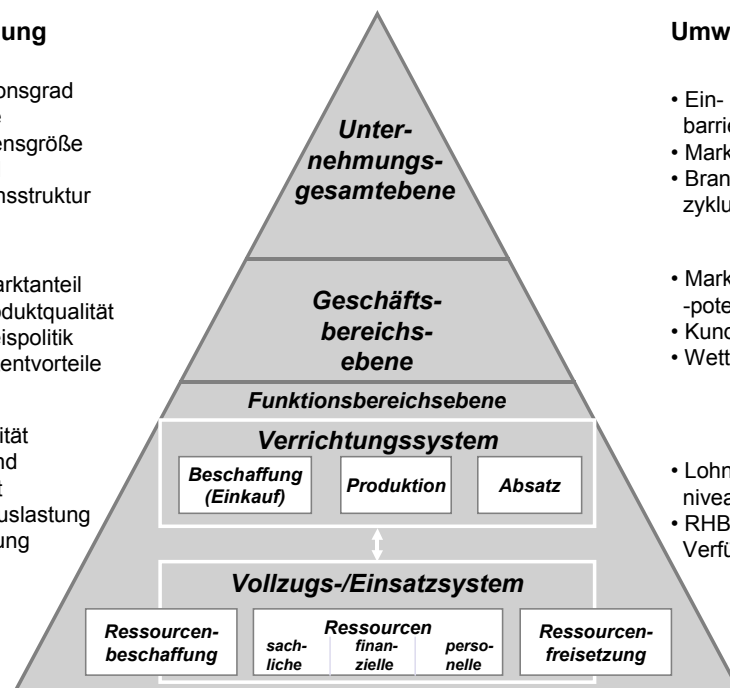 ung
onsgrad
ensgröße
nsstruktur
arktanteil
oduktqualität
eispolitik
entvorteile
ität
nd
t
uslastung
ung
Unter-
nehmungs-
gesamtebene
Geschäfts-
bereichs-
ebene
Funktionsbereichsebene
Verrichtungssystem
Beschaffung
(Einkauf)
Produktion
Absatz
Vollzugs-/Einsatzsystem
Ressourcen-
beschaffung
Ressourcen
sach-
liche
finan-
zielle
perso-
nelle
Ressourcen-
freisetzung
Umw
• Ein-
barrie
• Mark
• Bran
zyklu
• Mark
-pote
• Kund
• Wett
• Lohn
nivea
• RHB
Verfü